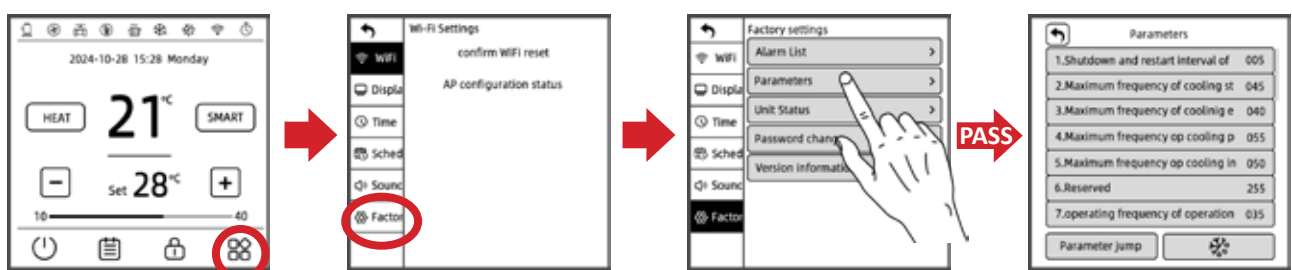 2024-10-28 15:28 Monday
HEAT
21°C
SMART
Set 28°C
10
40
Wi-Fi Settings
WiFi
confirm WiFi reset
Displa
AP configuration status
Time
Sched
Sounc
Factor
Factory settings
WiFi
Alarm List
Displa
Parameters
Time
Unit Status
Sched
Password chang
Sounc
Version informati
Factor
PASS
Parameters
1.Shutdown and restart interval of 005
2.Maximum frequency of cooling st 045
3.Maximum frequency of coolinig e 040
4.Maximum frequency op cooling p 055
5.Maximum frequency op cooling in 050
6.Reserved 255
7.operating frequency of operation 035
Parameter jump